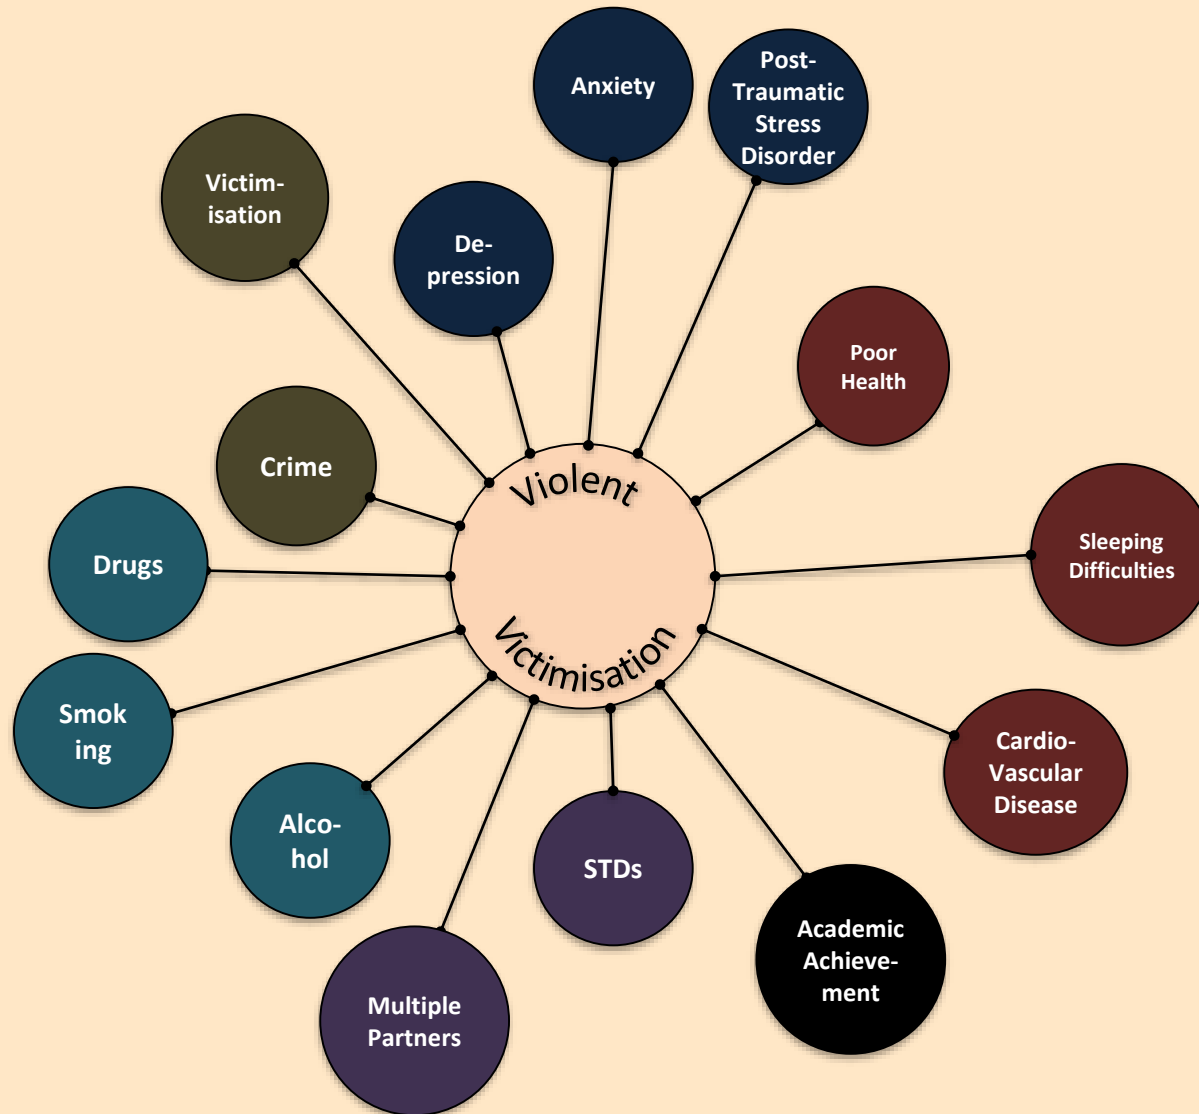 Anxiety
Post-
Traumatic
Stress
Disorder
Victim-
isation
De-
pression
Poor
Health
Crime
Violent
Victimisation
Sleeping
Difficulties
Drugs
Smok
ing
Cardio-
Vascular
Disease
Alco-
hol
STDs
Academic
Achieve-
ment
Multiple
Partners